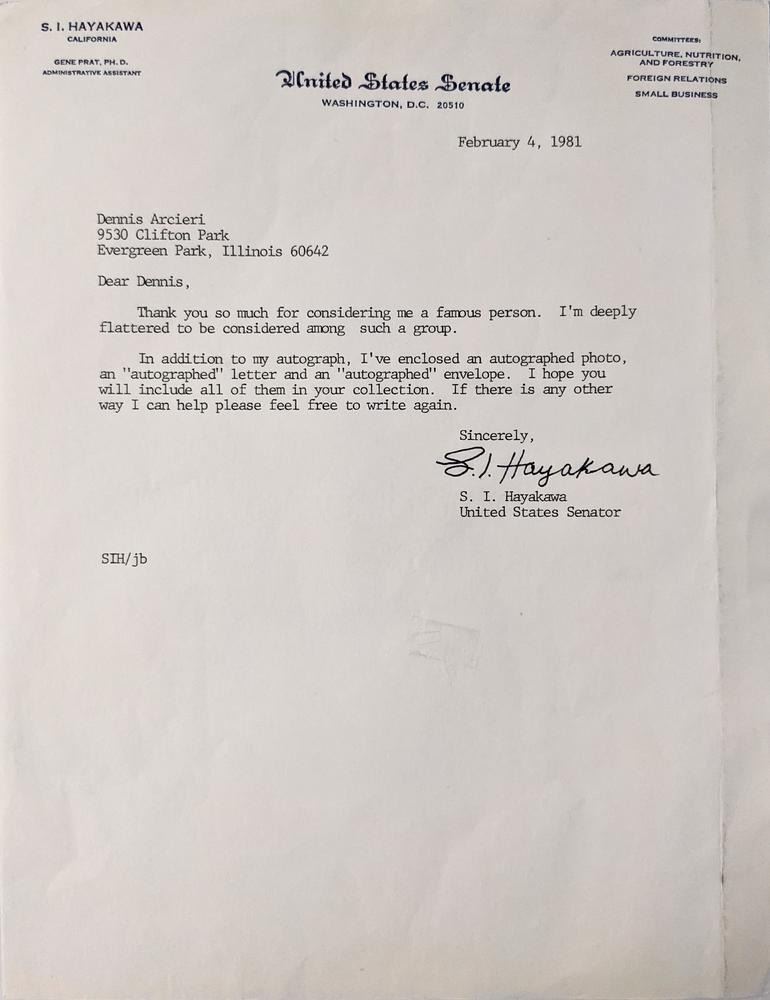 S. I. HAYAKAWA
CALIFORNIA
GENE PRAT, PH. D.
ADMINISTRATIVE ASSISTANT
COMMITTEES:
AGRICULTURE, NUTRITION,
AND FORESTRY
FOREIGN RELATIONS
SMALL BUSINESS
United States Senate
WASHINGTON, D.C. 20510
February 4, 1981
Dennis Arcieri
9530 Clifton Park
Evergreen Park, Illinois 60642
Dear Dennis,
Thank you so much for considering me a famous person. I'm deeply
flattered to be considered among such a group.
In addition to my autograph, I've enclosed an autographed photo,
an "autographed" letter and an "autographed" envelope. I hope you
will include all of them in your collection. If there is any other
way I can help please feel free to write again.
Sincerely,
S. I. Hayakawa
S. I. Hayakawa
United States Senator
SIH/jb